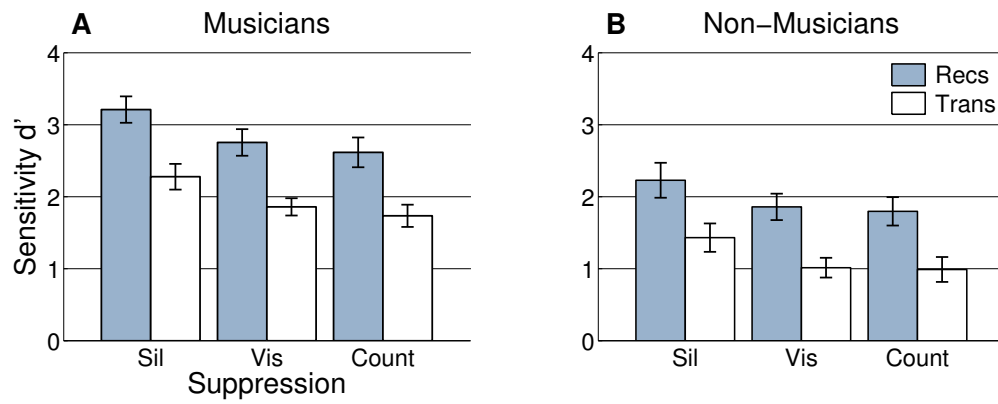 A Musicians
4
3
2
1
0
Sensitivity d'
Sil Vis Count
Suppression
B Non−Musicians
Recs
Trans
4
3
2
1
0
Sil Vis Count